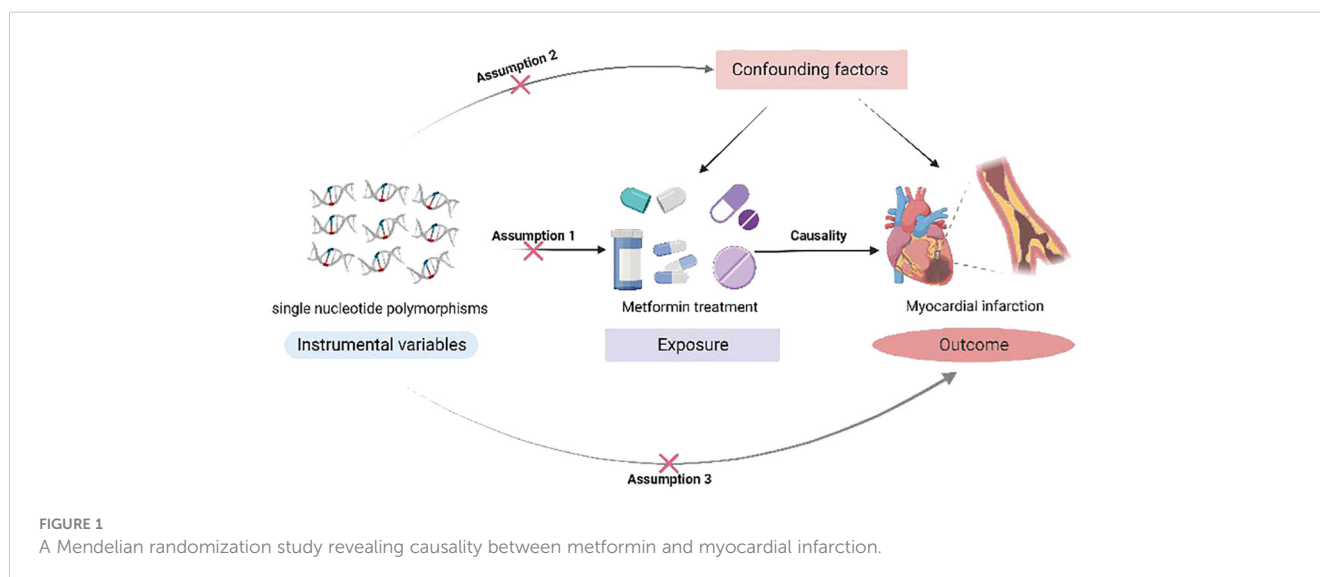 Assumption 2
Confounding factors
Assumption 1
Causality
single nucleotide polymorphisms
Metformin treatment
Myocardial infarction
Instrumental variables
Exposure
Outcome
Assumption 3
FIGURE 1
A Mendelian randomization study revealing causality between metformin and myocardial infarction.